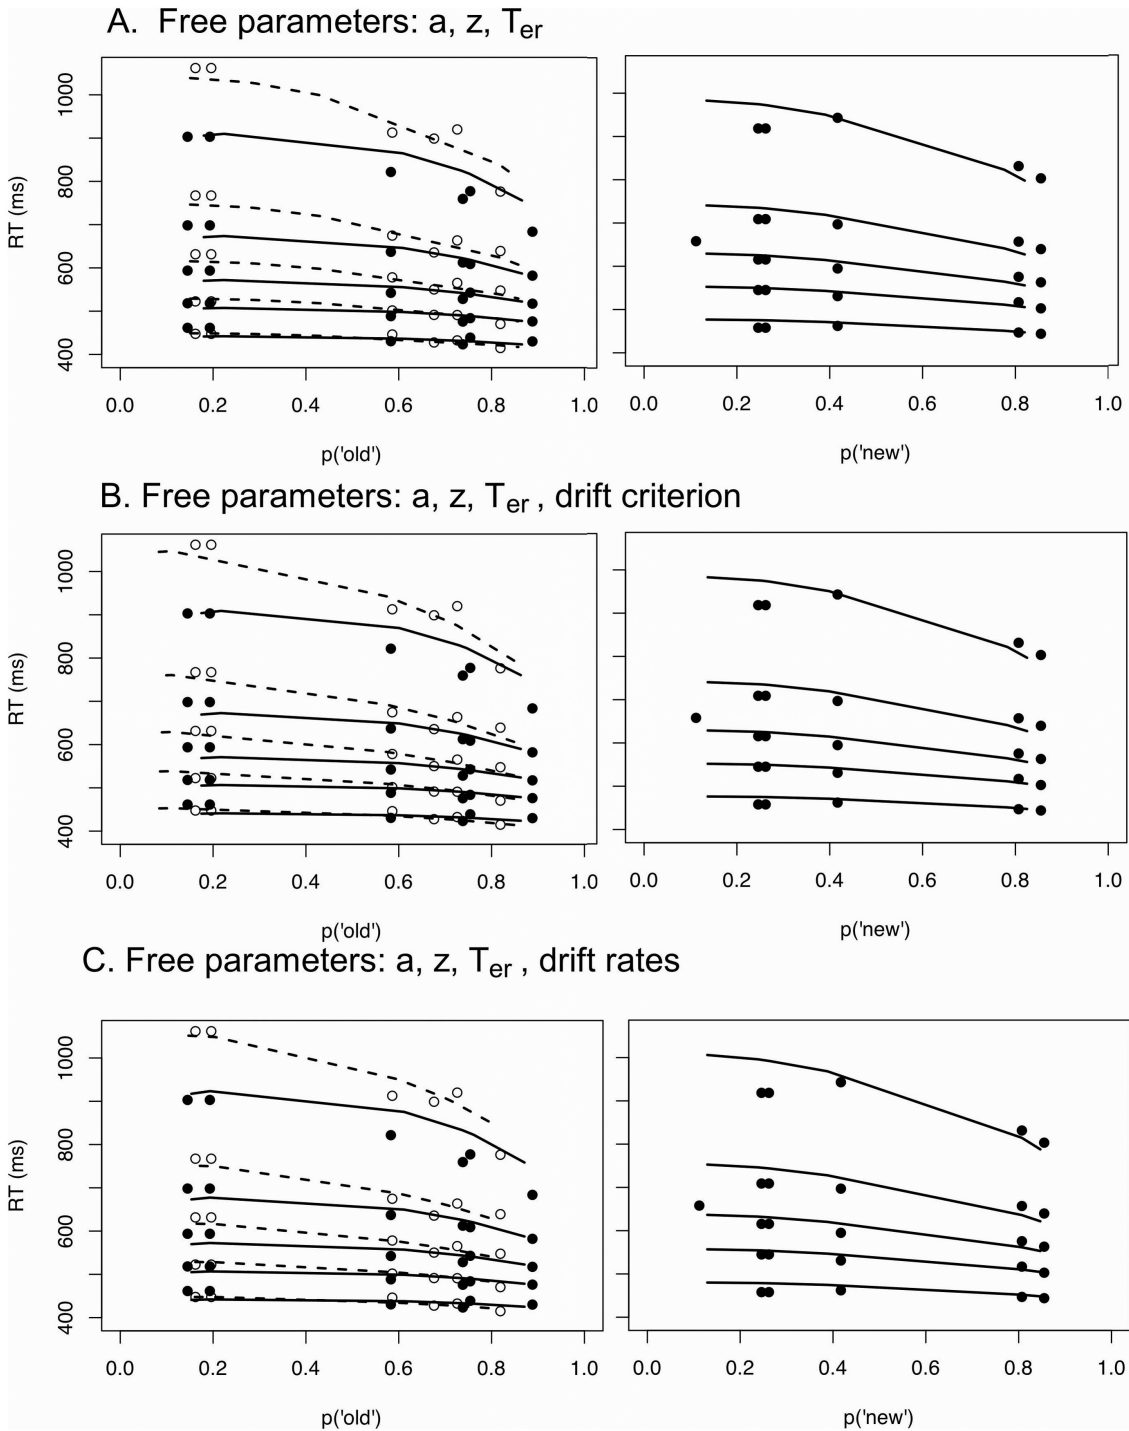 A. Free parameters: a, z, Ter
RT (ms)
1000
800
600
400
0.0 0.2 0.4 0.6 0.8 1.0
p('old')
0.0 0.2 0.4 0.6 0.8 1.0
p('new')
B. Free parameters: a, z, Ter , drift criterion
RT (ms)
1000
800
600
400
0.0 0.2 0.4 0.6 0.8 1.0
p('old')
0.0 0.2 0.4 0.6 0.8 1.0
p('new')
C. Free parameters: a, z, Ter , drift rates
RT (ms)
1000
800
600
400
0.0 0.2 0.4 0.6 0.8 1.0
p('old')
0.0 0.2 0.4 0.6 0.8 1.0
p('new')